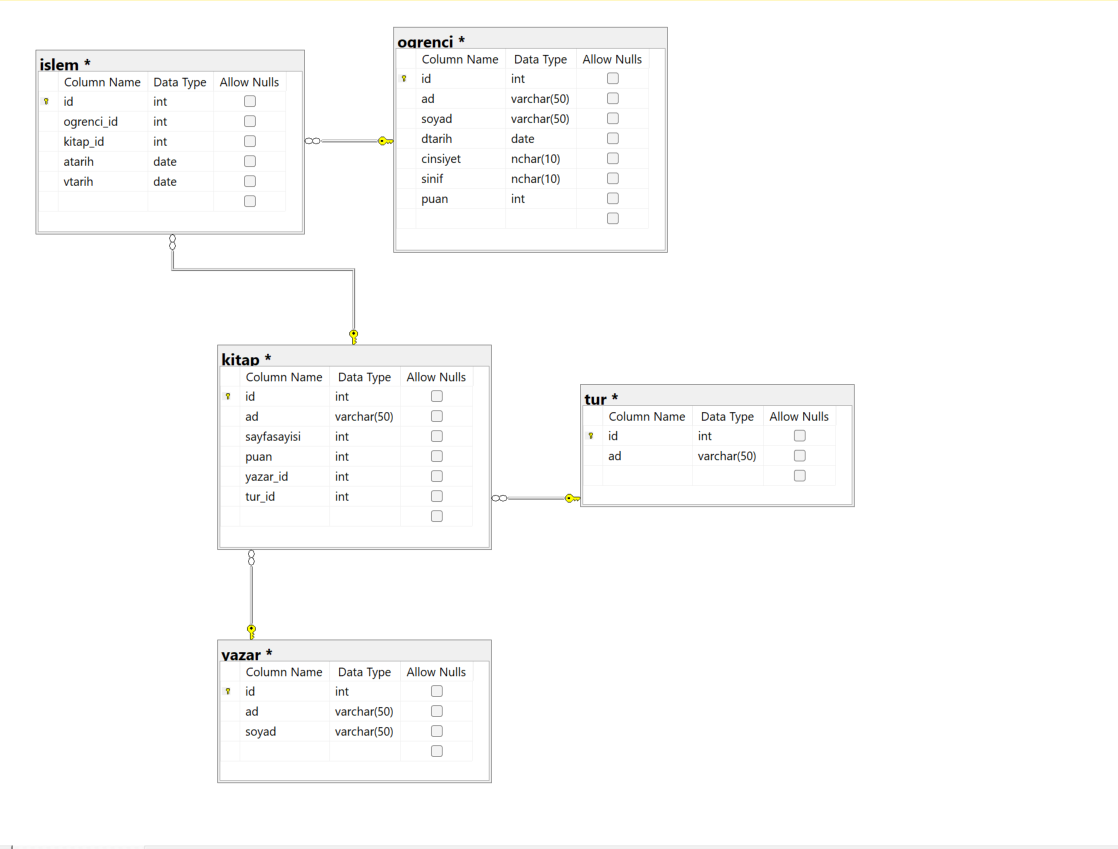 islem *
Column Name Data Type Allow Nulls
id int
ogrenci_id int
kitap_id int
atarih date
vtarih date
ogrenci *
Column Name Data Type Allow Nulls
id int
ad varchar(50)
soyad varchar(50)
dtarih date
cinsiyet nchar(10)
sinif nchar(10)
puan int
kitap *
Column Name Data Type Allow Nulls
id int
ad varchar(50)
sayfasayisi int
puan int
yazar_id int
tur_id int
tur *
Column Name Data Type Allow Nulls
id int
ad varchar(50)
yazar *
Column Name Data Type Allow Nulls
id int
ad varchar(50)
soyad varchar(50)